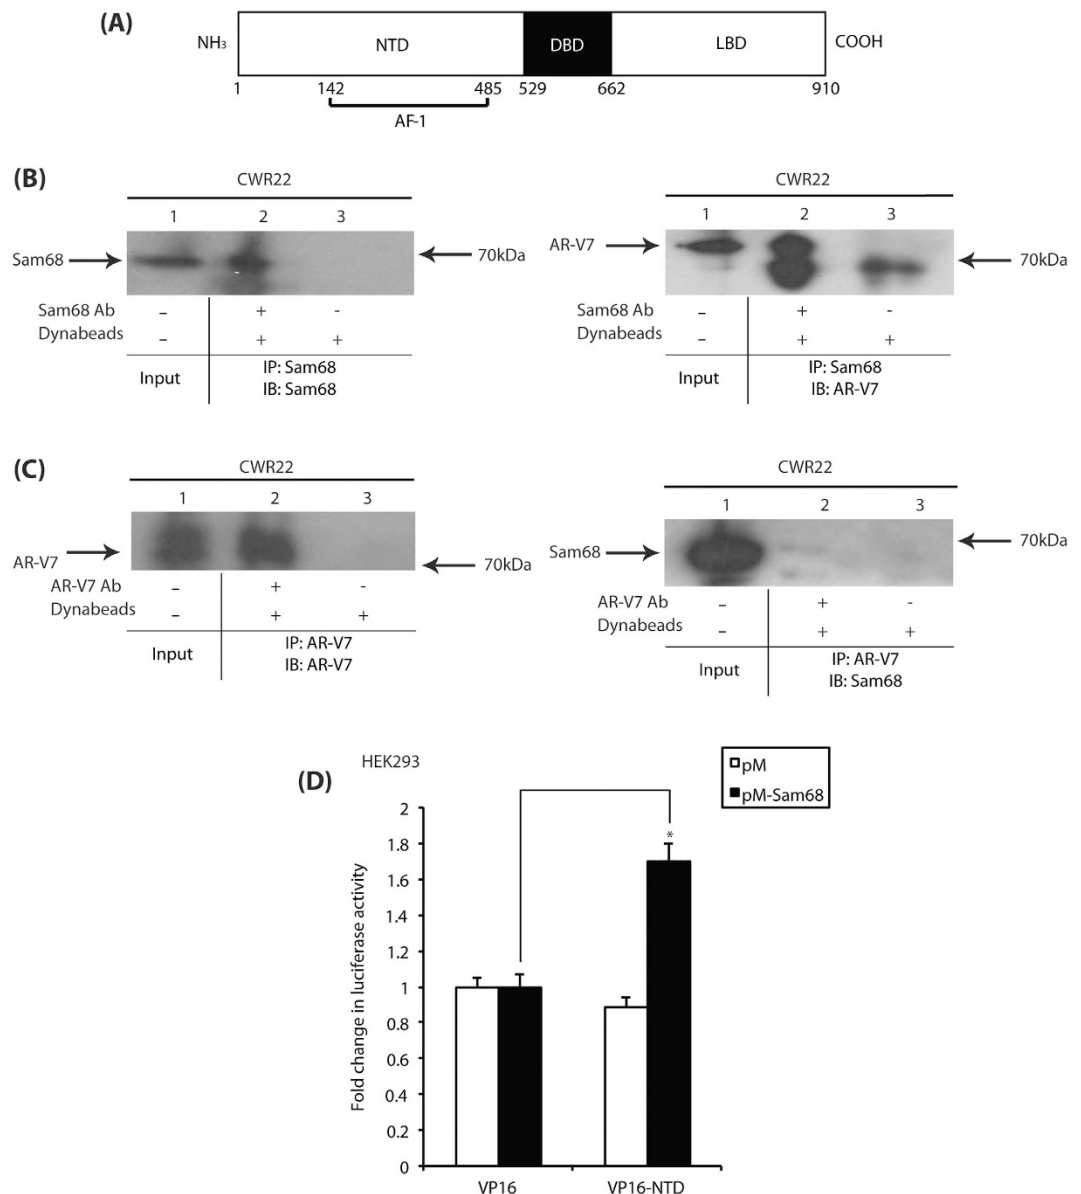 (A)
NH3 NTD DBD LBD COOH
1 142 485 529 662 910
AF-1
(B)
CWR22
1 2 3
Sam68 70kDa
Sam68 Ab – + -
Dynabeads – + +
Input
IP: Sam68
IB: Sam68
CWR22
1 2 3
AR-V7 70kDa
Sam68 Ab – + -
Dynabeads – + +
Input
IP: Sam68
IB: AR-V7
(C)
CWR22
1 2 3
AR-V7 70kDa
AR-V7 Ab – + -
Dynabeads – + +
Input
IP: AR-V7
IB: AR-V7
CWR22
1 2 3
Sam68 70kDa
AR-V7 Ab – + -
Dynabeads – + +
Input
IP: AR-V7
IB: Sam68
(D)
HEK293
pM
pM-Sam68
*
Fold change in luciferase activity
2
1.8
1.6
1.4
1.2
1
0.8
0.6
0.4
0.2
0
VP16 VP16-NTD